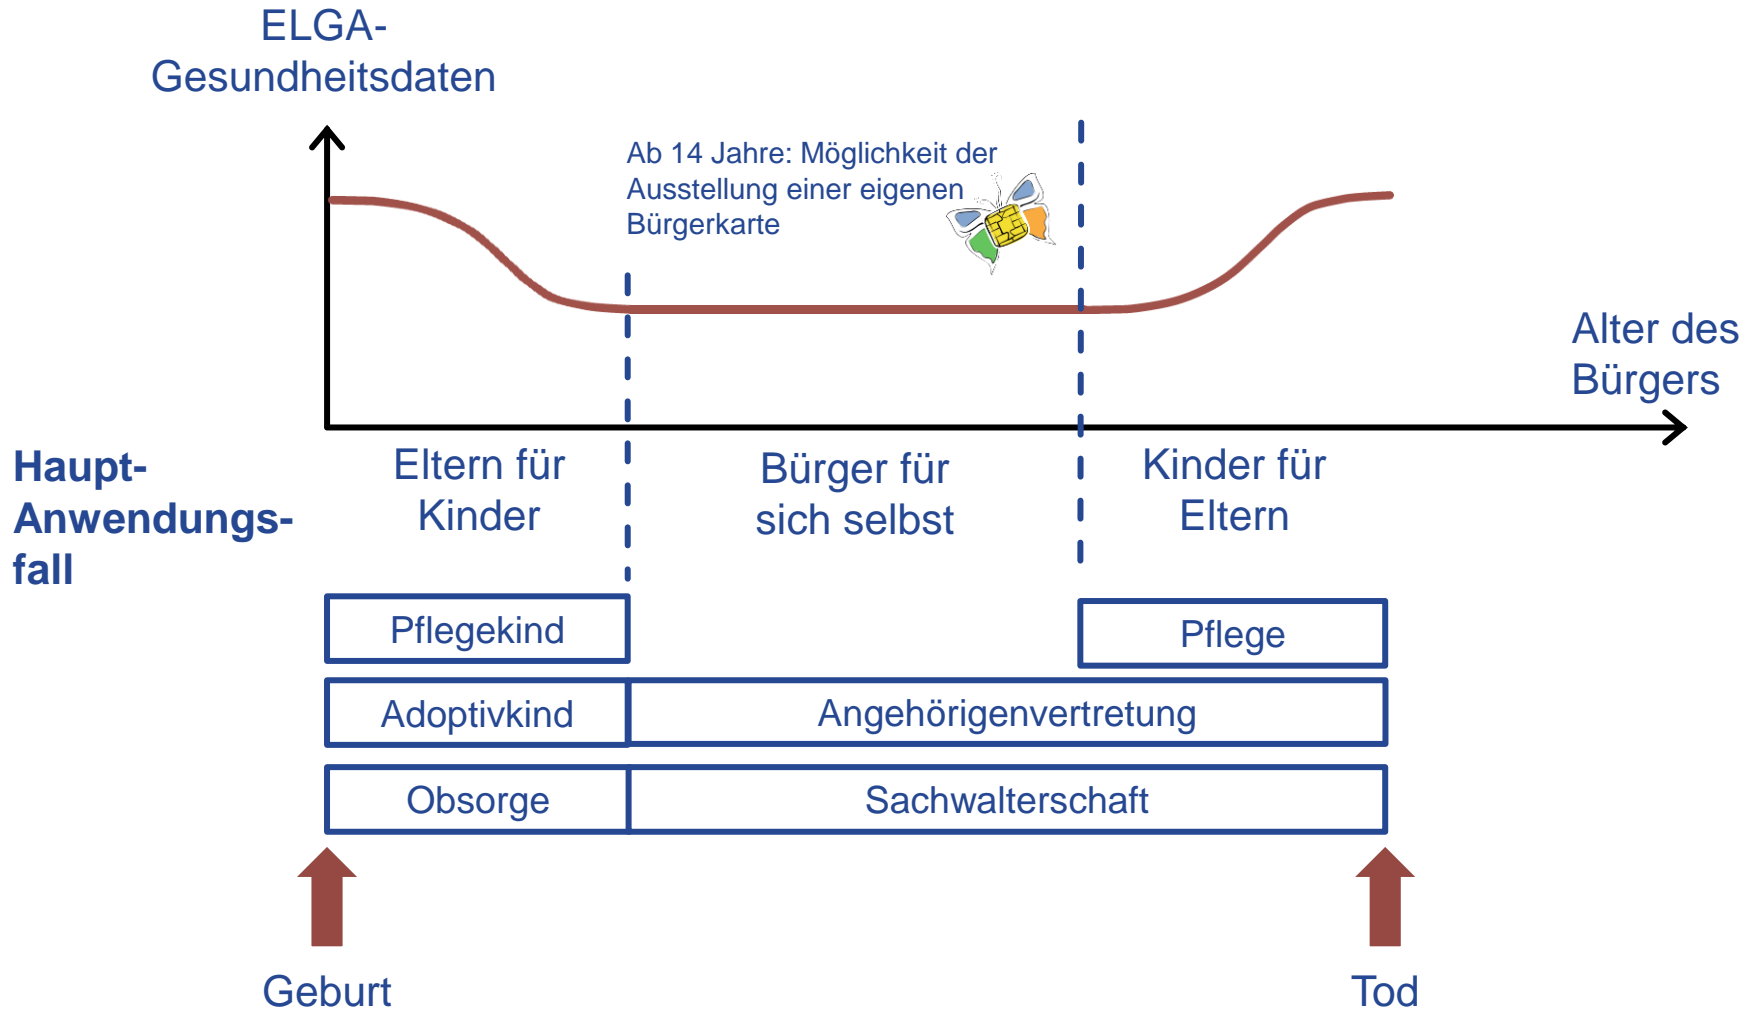 ELGA-
Gesundheitsdaten
Ab 14 Jahre: Möglichkeit der
Ausstellung einer eigenen
Bürgerkarte
Alter des
Bürgers
Haupt-
Anwendungs-
fall
Eltern für
Kinder
Bürger für
sich selbst
Kinder für
Eltern
Pflegekind
Pflege
Adoptivkind
Angehörigenvertretung
Obsorge
Sachwalterschaft
Geburt
Tod